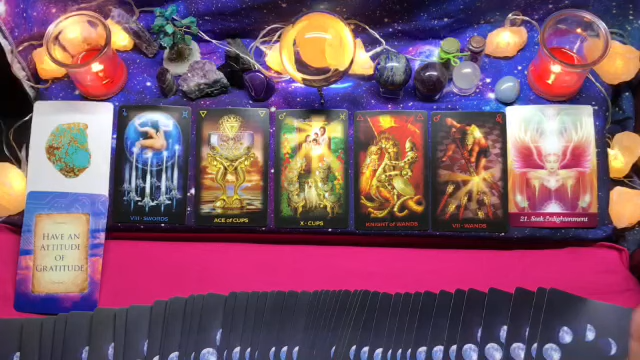 VIII · SWORDS
ACE of CUPS
X · CUPS
KNIGHT of WANDS
VII · WANDS
21. Seek Enlightenment
HAVE AN
ATTITUDE
OF
GRATITUDE